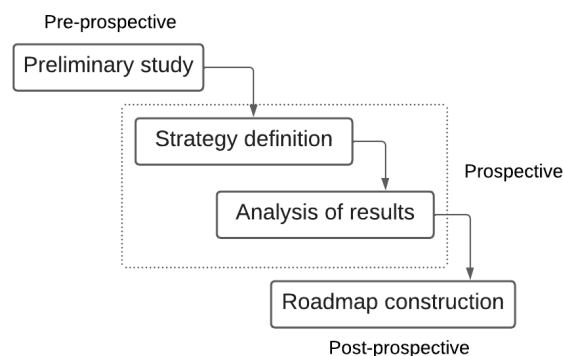 Pre-prospective
Preliminary study
Strategy definition
Prospective
Analysis of results
Roadmap construction
Post-prospective